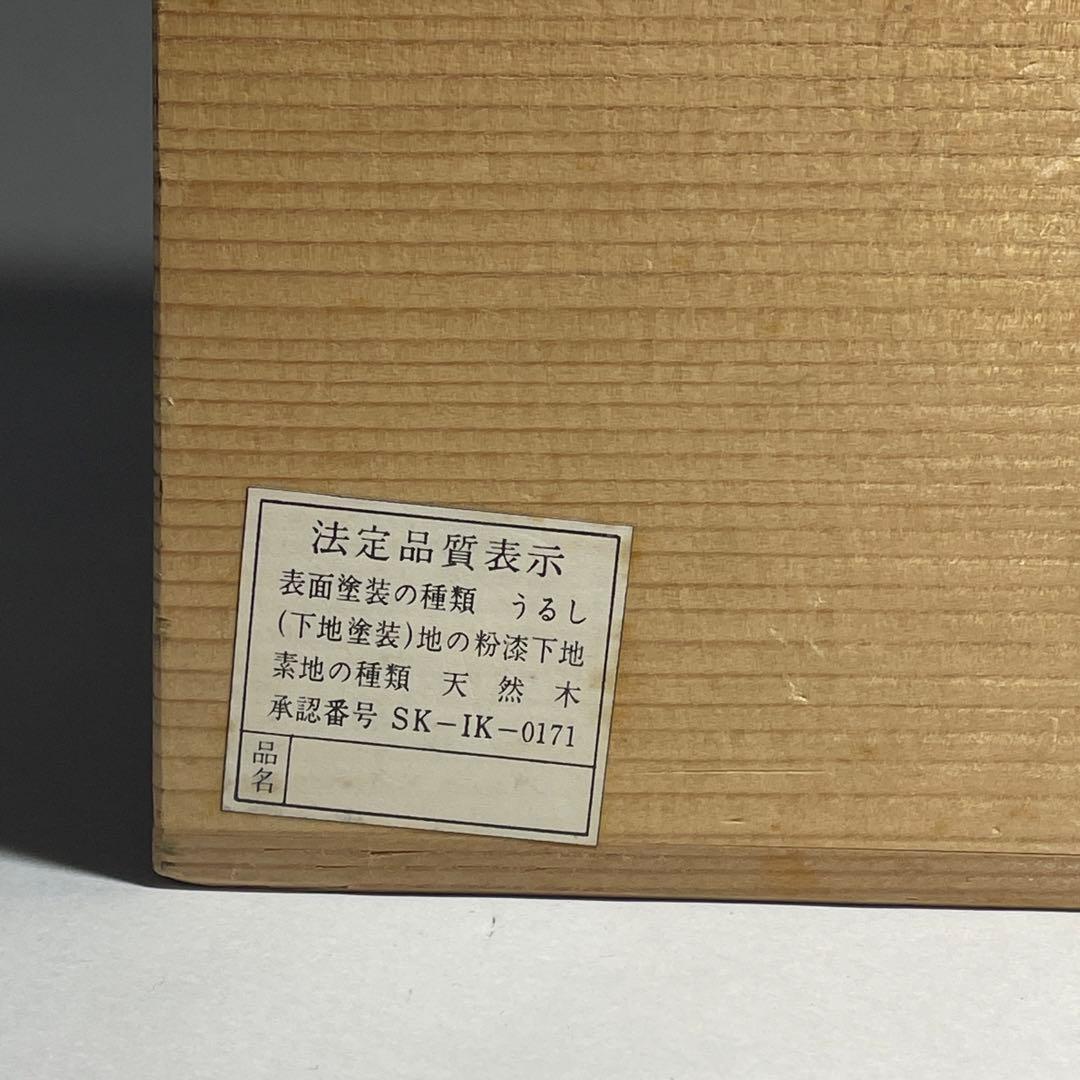 法定品質表示
表面塗装の種類 うるし
(下地塗装)地の粉漆下地
素地の種類 天然木
承認番号 SK-IK-0171
品名